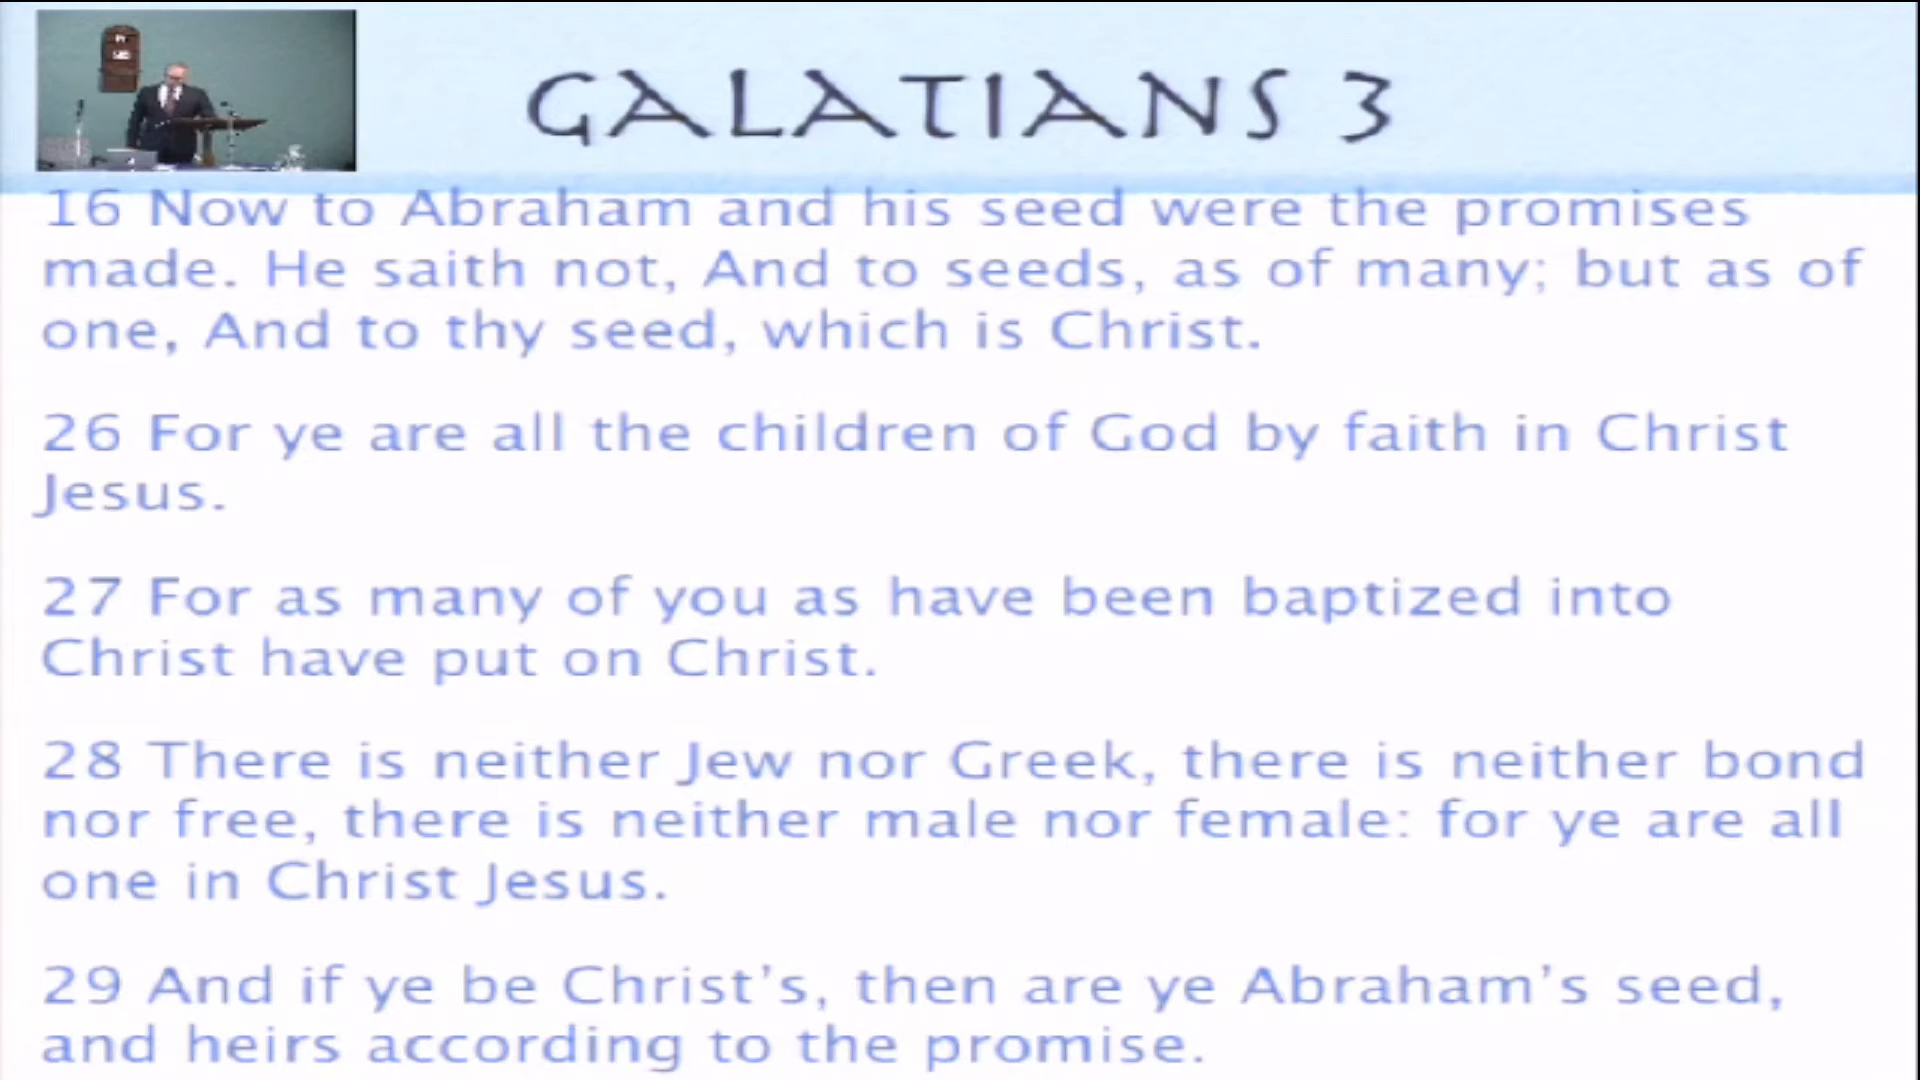 GALATIANS 3
16 Now to Abraham and his seed were the promises
made. He saith not, And to seeds, as of many; but as of
one, And to thy seed, which is Christ.
26 For ye are all the children of God by faith in Christ
Jesus.
27 For as many of you as have been baptized into
Christ have put on Christ.
28 There is neither Jew nor Greek, there is neither bond
nor free, there is neither male nor female: for ye are all
one in Christ Jesus.
29 And if ye be Christ’s, then are ye Abraham’s seed,
and heirs according to the promise.